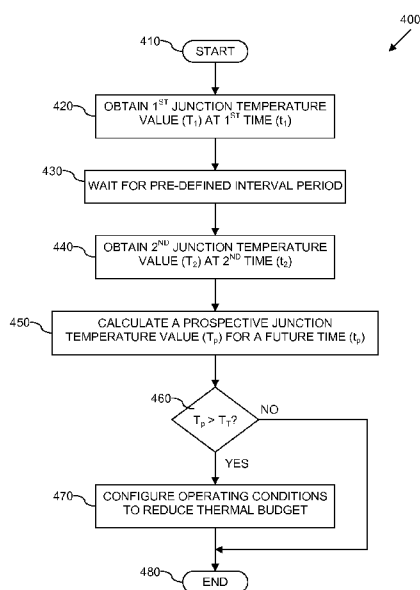 400
410
START
420
OBTAIN 1ST JUNCTION TEMPERATURE
VALUE (T1) AT 1ST TIME (t1)
430
WAIT FOR PRE-DEFINED INTERVAL PERIOD
440
OBTAIN 2ND JUNCTION TEMPERATURE
VALUE (T2) AT 2ND TIME (t2)
450
CALCULATE A PROSPECTIVE JUNCTION
TEMPERATURE VALUE (Tp) FOR A FUTURE TIME (tp)
460
Tp > TT?
NO
YES
470
CONFIGURE OPERATING CONDITIONS
TO REDUCE THERMAL BUDGET
480
END